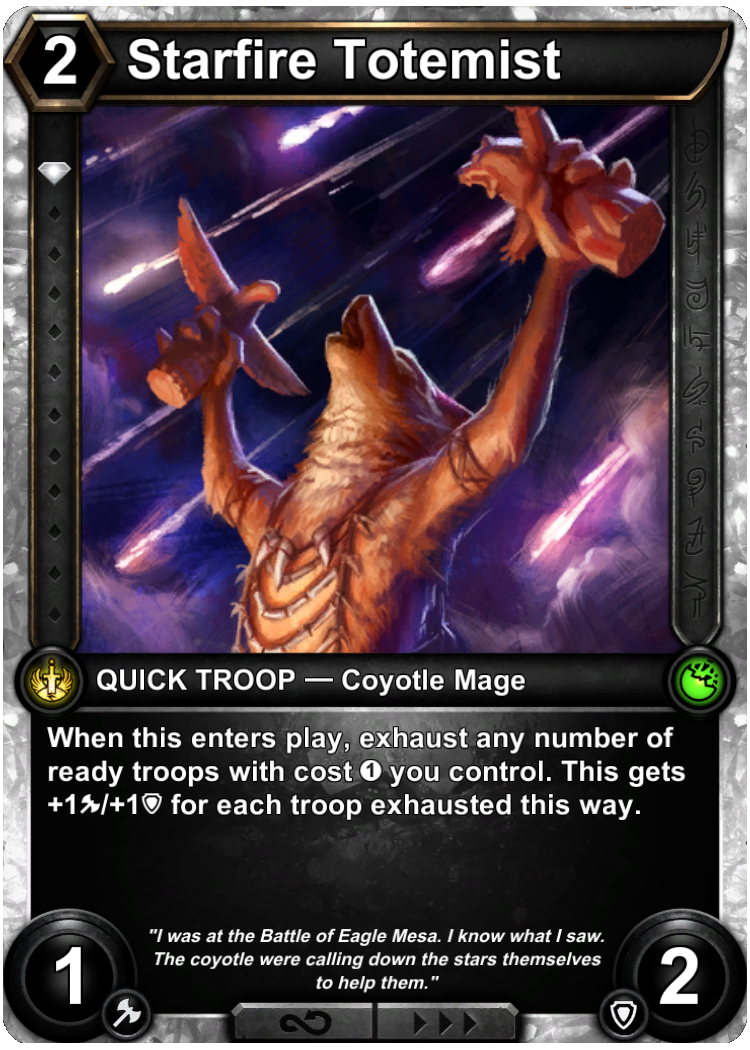 2 Starfire Totemist
QUICK TROOP — Coyotle Mage
When this enters play, exhaust any number of
ready troops with cost ① you control. This gets
+1/+1 for each troop exhausted this way.
"I was at the Battle of Eagle Mesa. I know what I saw.
The coyotle were calling down the stars themselves
to help them."
1 2